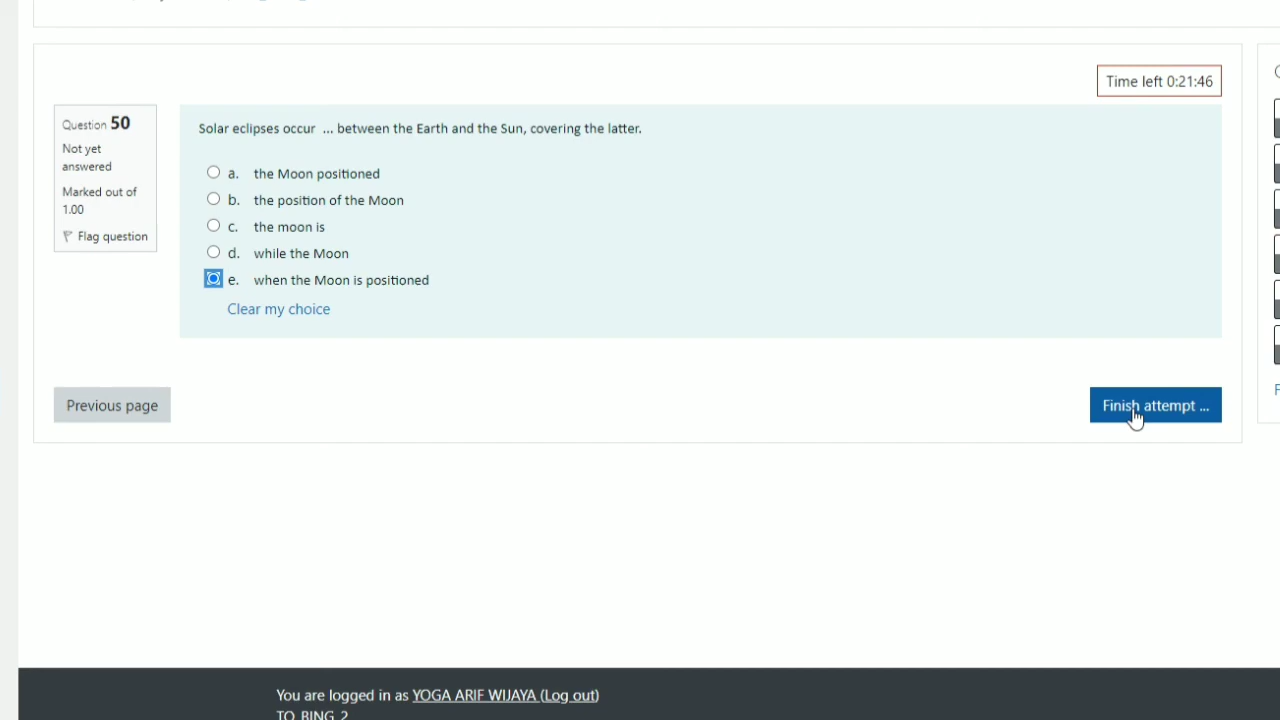 Time left 0:21:46
Question 50
Not yet
answered
Marked out of
1.00
Flag question
Solar eclipses occur ... between the Earth and the Sun, covering the latter.
a. the Moon positioned
b. the position of the Moon
c. the moon is
d. while the Moon
e. when the Moon is positioned
Clear my choice
Previous page
Finish attempt ...
You are logged in as YOGA ARIF WIJAYA (Log out)
TO BING 2